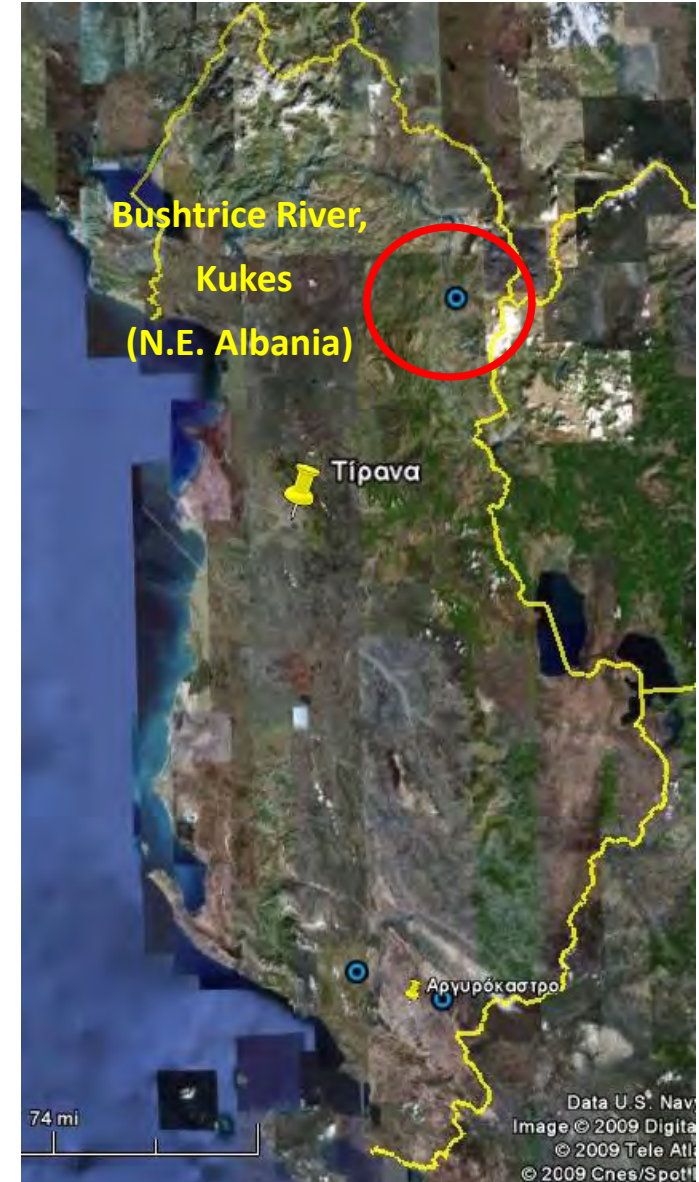 Bushtrice River,
Kukes
(N.E. Albania)
Τίρανα
Αργυρόκαστρο
74 mi
Data U.S. Navy
Image © 2009 Digita
© 2009 Tele Atla
© 2009 Cnes/Spot